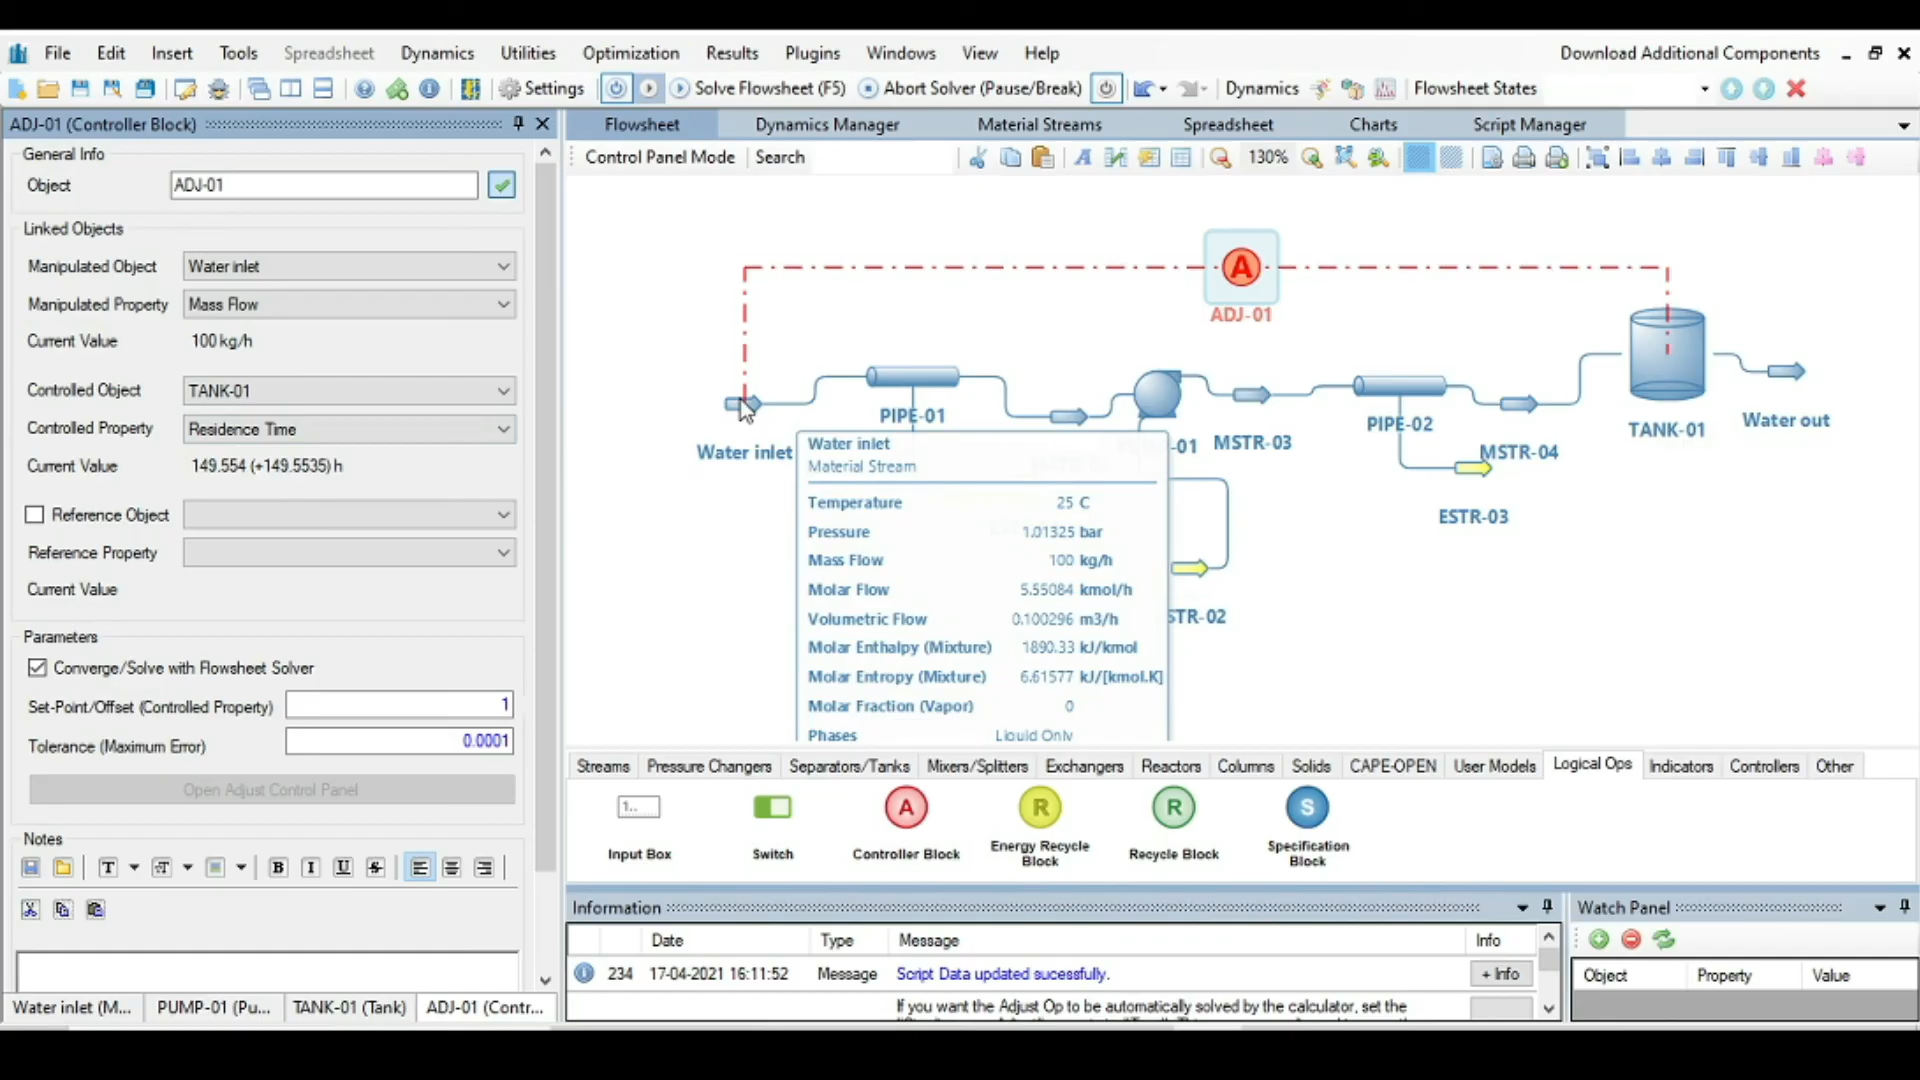 File Edit Insert Tools Spreadsheet Dynamics Utilities Optimization Results Plugins Windows View Help Download Additional Components
Settings Solve Flowsheet (F5) Abort Solver (Pause/Break) Dynamics Flowsheet States
ADJ-01 (Controller Block)
General Info
Object ADJ-01
Linked Objects
Manipulated Object Water inlet
Manipulated Property Mass Flow
Current Value 100 kg/h
Controlled Object TANK-01
Controlled Property Residence Time
Current Value 149.554 (+149.5535) h
Reference Object
Reference Property
Current Value
Parameters
Converge/Solve with Flowsheet Solver
Set-Point/Offset (Controlled Property) 1
Tolerance (Maximum Error) 0.0001
Open Adjust Control Panel
Notes
T T B I U S
Water inlet (M... PUMP-01 (Pu... TANK-01 (Tank) ADJ-01 (Contr...
Flowsheet Dynamics Manager Material Streams Spreadsheet Charts Script Manager
Control Panel Mode Search A 130%
A
ADJ-01
PIPE-01
PIPE-02
Water inlet
-01
MSTR-03
MSTR-04
TANK-01
Water out
ESTR-03
STR-02
Water inlet
Material Stream
Temperature 25 C
Pressure 1.01325 bar
Mass Flow 100 kg/h
Molar Flow 5.55084 kmol/h
Volumetric Flow 0.100296 m3/h
Molar Enthalpy (Mixture) 1890.33 kJ/kmol
Molar Entropy (Mixture) 6.61577 kJ/[kmol.K]
Molar Fraction (Vapor) 0
Phases Liquid Only
Streams Pressure Changers Separators/Tanks Mixers/Splitters Exchangers Reactors Columns Solids CAPE-OPEN User Models Logical Ops Indicators Controllers Other
1.. A R R S
Input Box Switch Controller Block Energy Recycle Block Recycle Block Specification Block
Information
Date Type Message Info
234 17-04-2021 16:11:52 Message Script Data updated sucessfully. + Info
If you want the Adjust Op to be automatically solved by the calculator, set the
Watch Panel
Object Property Value